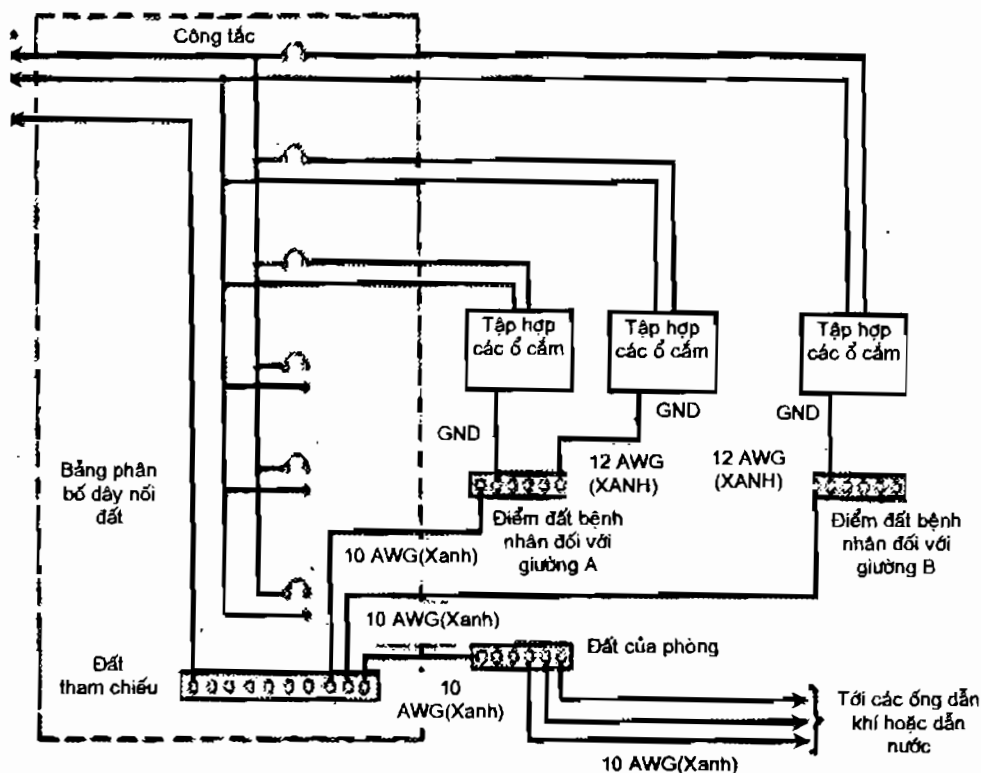 Công tắc
Tập hợp
các ổ cắm
Tập hợp
các ổ cắm
Tập hợp
các ổ cắm
GND
GND
GND
12 AWG
(XANH)
12 AWG
(XANH)
Bảng phân
bố dây nối
đất
Điểm đất bệnh
nhân đối với
giường A
Điểm đất bệnh
nhân đối với
giường B
10 AWG(Xanh)
10 AWG(Xanh)
Đất
tham chiếu
Đất của phòng
10
AWG(Xanh)
Tới các ống dẫn
khí hoặc dẫn
nước
10 AWG(Xanh)